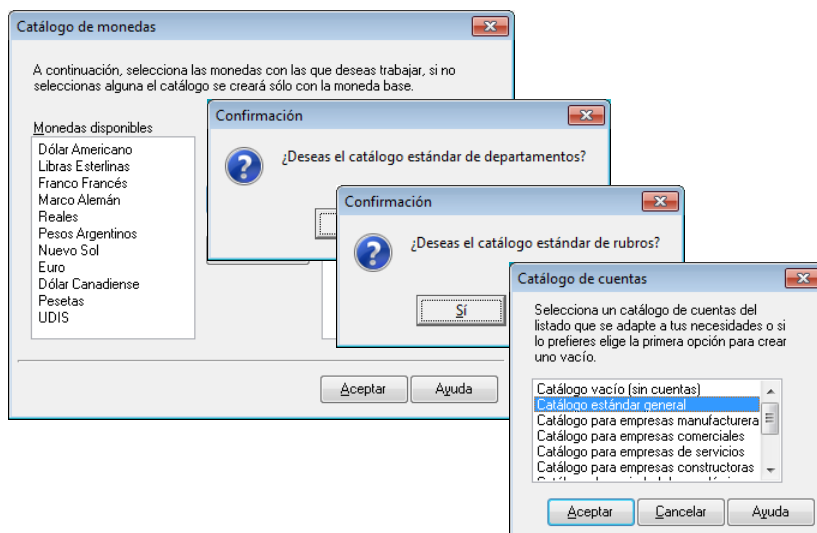 Catálogo de monedas
A continuación, selecciona las monedas con las que deseas trabajar, si no
seleccionas alguna el catálogo se creará sólo con la moneda base.
Monedas disponibles
Dólar Americano
Libras Esterlinas
Franco Francés
Marco Alemán
Reales
Pesos Argentinos
Nuevo Sol
Euro
Dólar Canadiense
Pesetas
UDIS
Aceptar
Ayuda
Confirmación
¿Deseas el catálogo estándar de departamentos?
Confirmación
¿Deseas el catálogo estándar de rubros?
Sí
Catálogo de cuentas
Selecciona un catálogo de cuentas del
listado que se adapte a tus necesidades o si
lo prefieres elige la primera opción para crear
uno vacío.
Catálogo vacío (sin cuentas)
Catálogo estándar general
Catálogo para empresas manufacturera
Catálogo para empresas comerciales
Catálogo para empresas de servicios
Catálogo para empresas constructoras
Aceptar
Cancelar
Ayuda